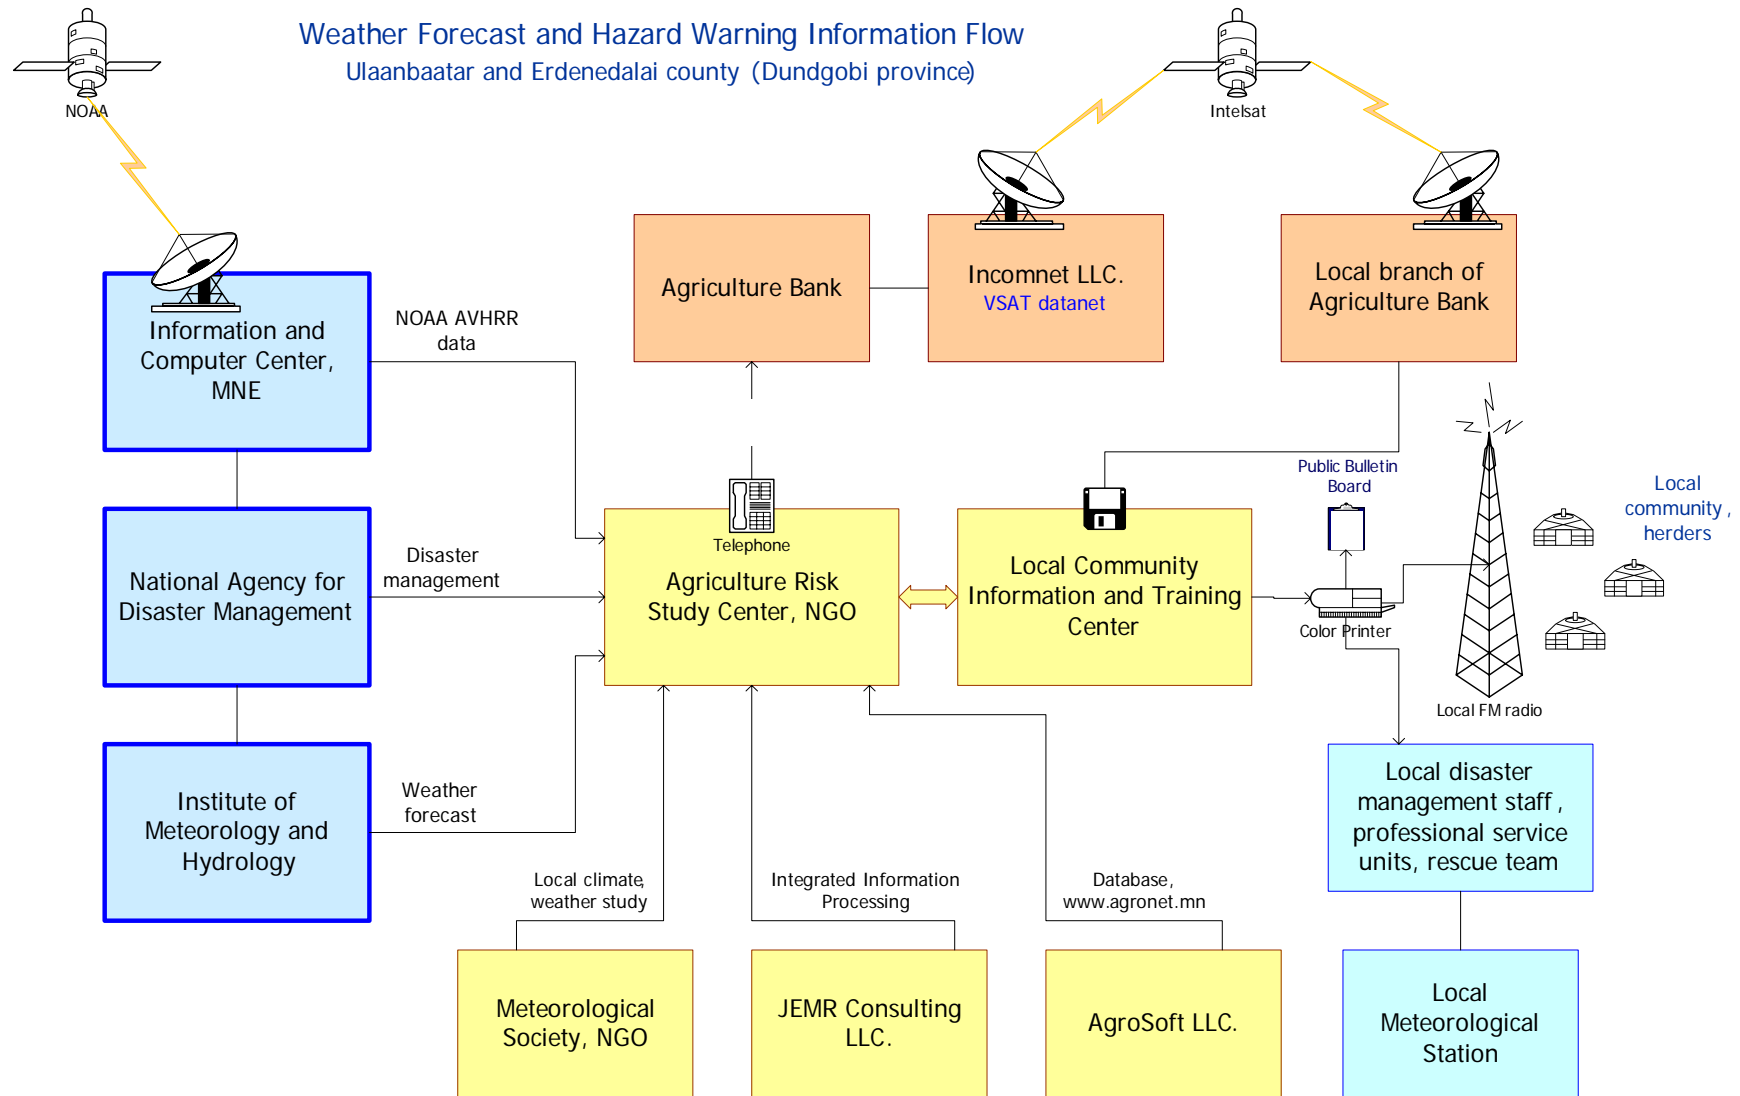 Weather Forecast and Hazard Warning Information Flow
Ulaanbaatar and Erdenedalai county (Dundgobi province)
NOAA
Intelsat
Agriculture Bank
Incomnet LLC.
VSAT datanet
Local branch of
Agriculture Bank
Information and
Computer Center,
MNE
NOAA AVHRR
data
Public Bulletin
Board
Local
community,
herders
Telephone
National Agency for
Disaster Management
Disaster
management
Agriculture Risk
Study Center, NGO
Local Community
Information and Training
Center
Color Printer
Local FM radio
Institute of
Meteorology and
Hydrology
Weather
forecast
Local disaster
management staff,
professional service
units, rescue team
Local climate,
weather study
Integrated Information
Processing
Database,
www.agronet.mn
Meteorological
Society, NGO
JEMR Consulting
LLC.
AgroSoft LLC.
Local
Meteorological
Station